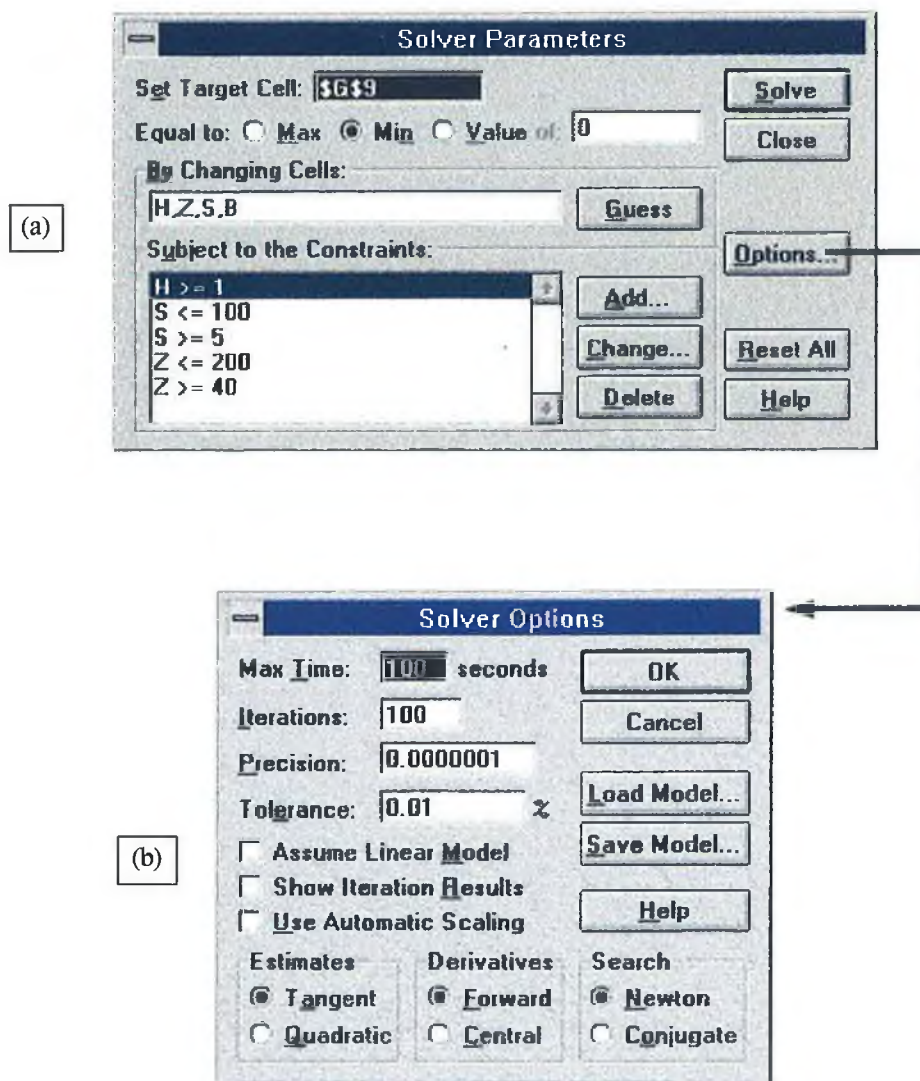 (a)
Solver Parameters
Set Target Cell: $G$9
Equal to: Max Min Value of: 0
By Changing Cells:
H,Z,S,B
Guess
Subject to the Constraints:
H >= 1
S <= 100
S >= 5
Z <= 200
Z >= 40
Add...
Change...
Delete
Solve
Close
Options...
Reset All
Help
(b)
Solver Options
Max Time: 100 seconds
Iterations: 100
Precision: 0.0000001
Tolerance: 0.01 %
Assume Linear Model
Show Iteration Results
Use Automatic Scaling
OK
Cancel
Load Model...
Save Model...
Help
Estimates
Tangent
Quadratic
Derivatives
Forward
Central
Search
Newton
Conjugate